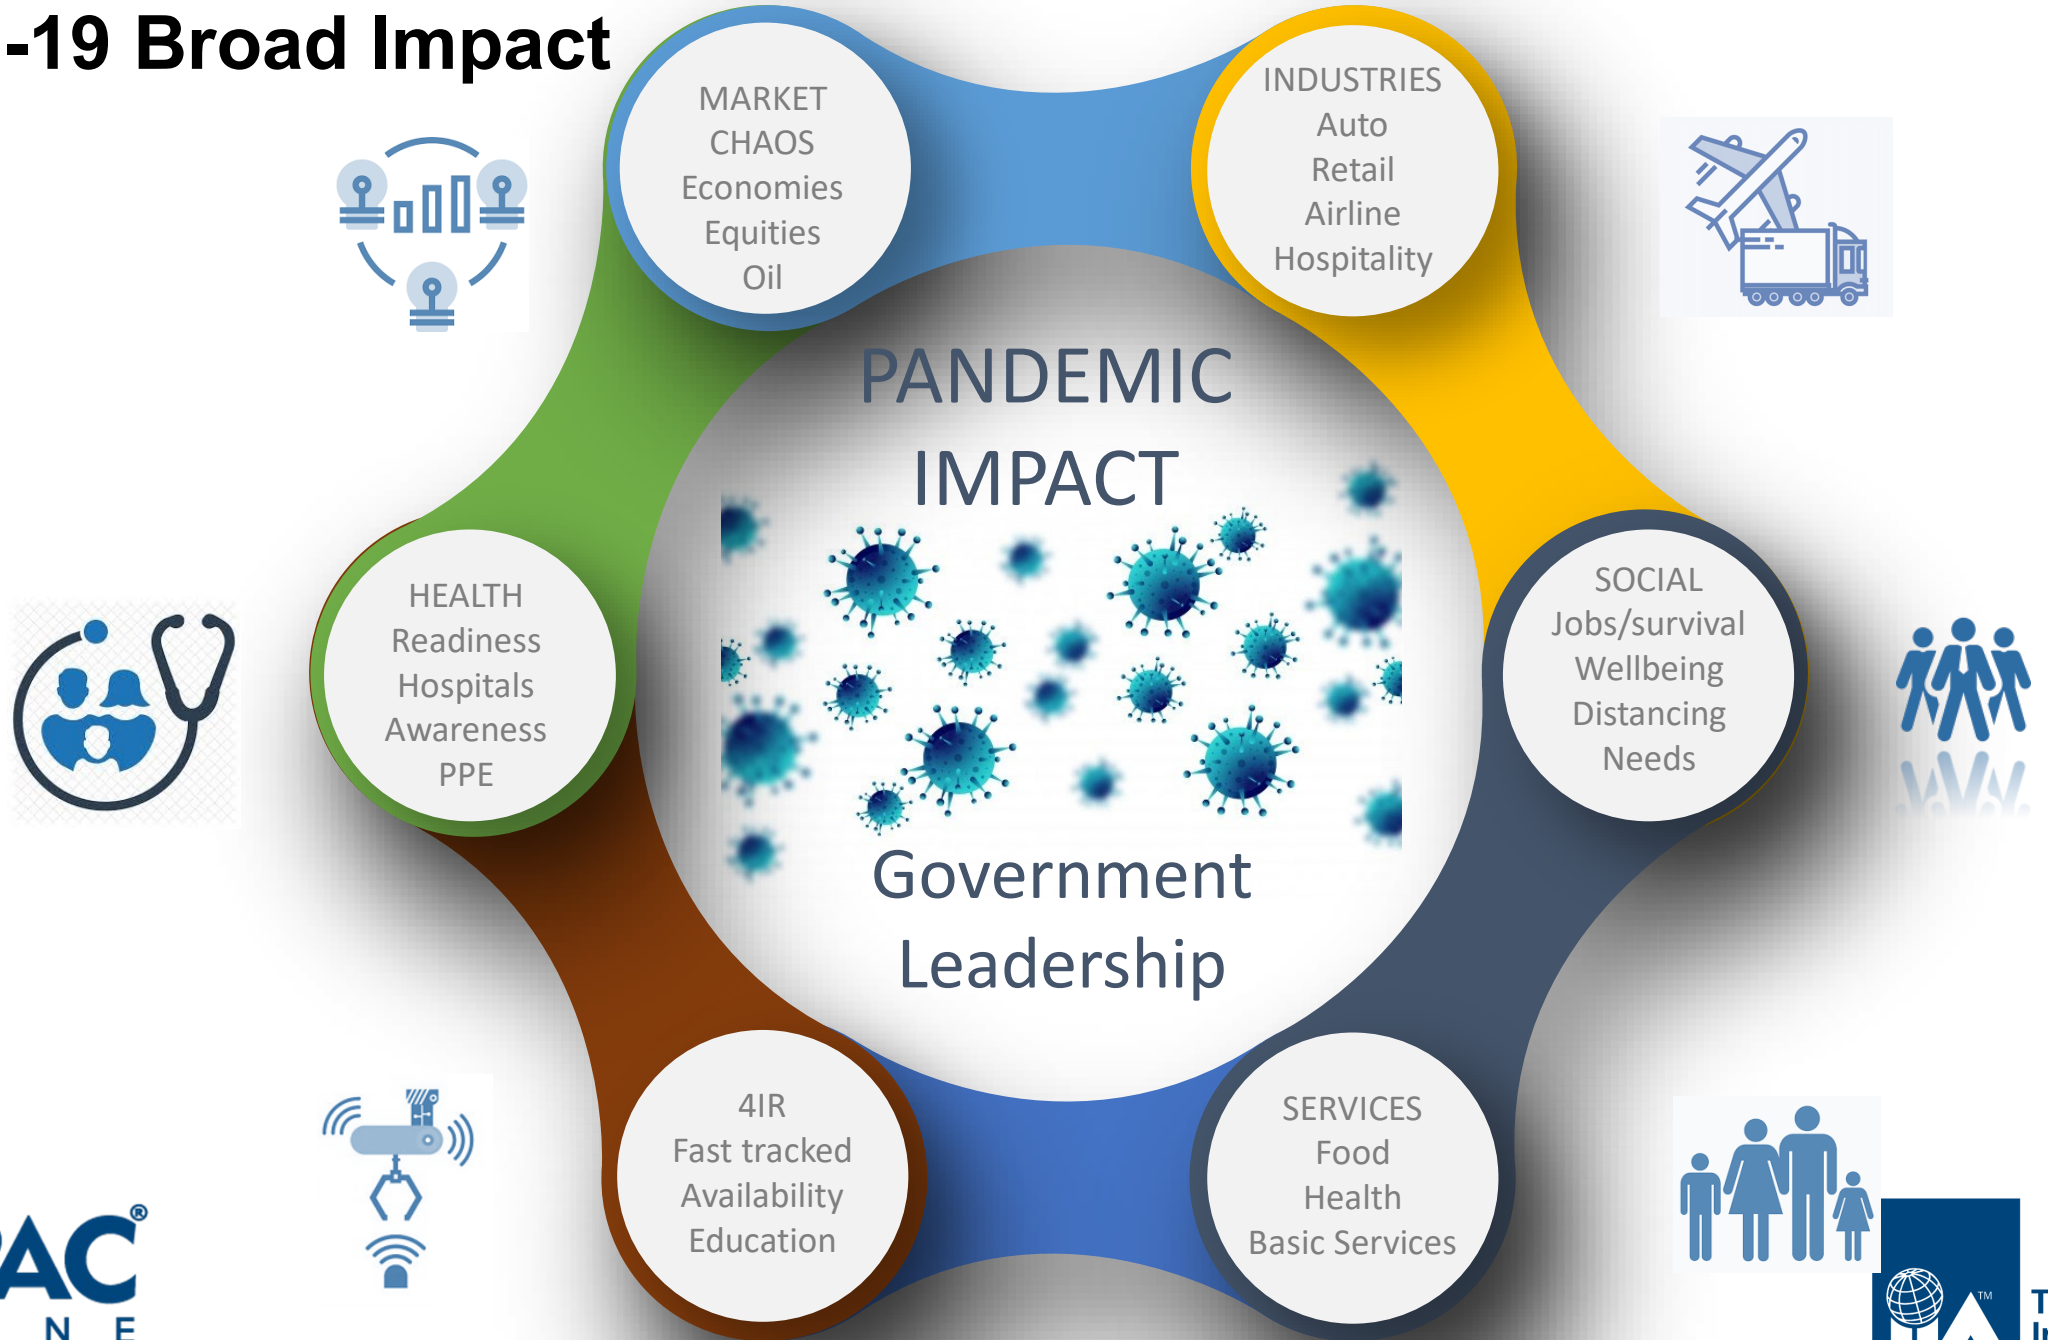 -19 Broad Impact
MARKET
CHAOS
Economies
Equities
Oil
INDUSTRIES
Auto
Retail
Airline
Hospitality
PANDEMIC
IMPACT
HEALTH
Readiness
Hospitals
Awareness
PPE
SOCIAL
Jobs/survival
Wellbeing
Distancing
Needs
Government
Leadership
4IR
Fast tracked
Availability
Education
SERVICES
Food
Health
Basic Services
PAC®
N E
TM